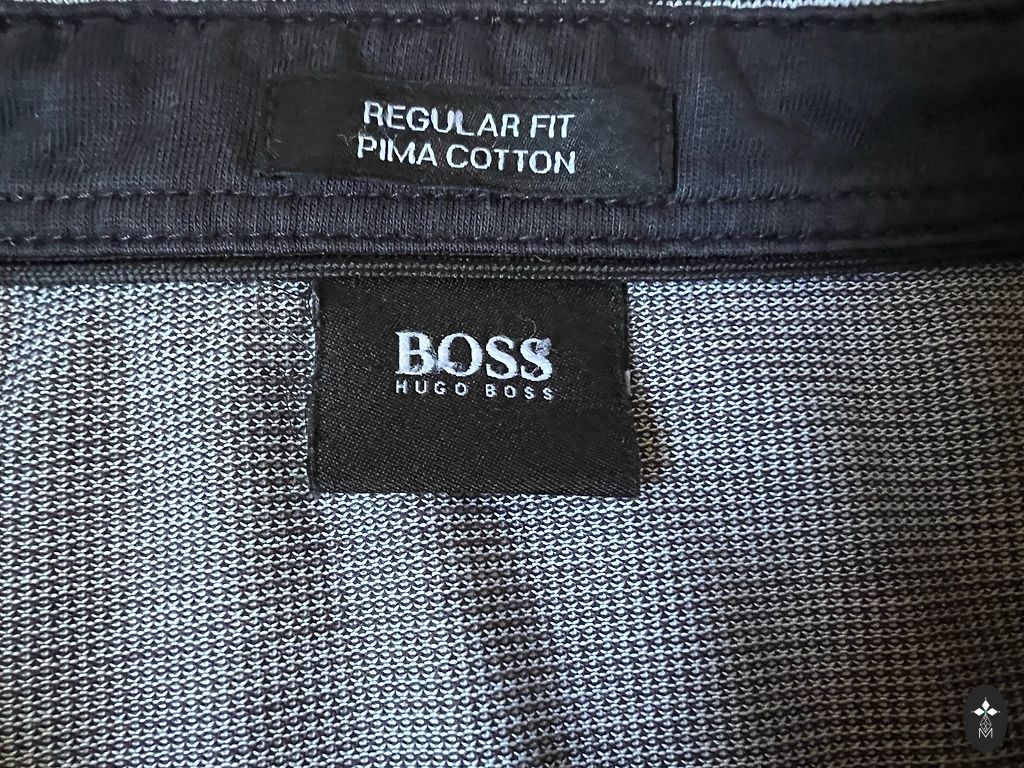 REGULAR FIT
PIMA COTTON
BOSS
HUGO BOSS
M